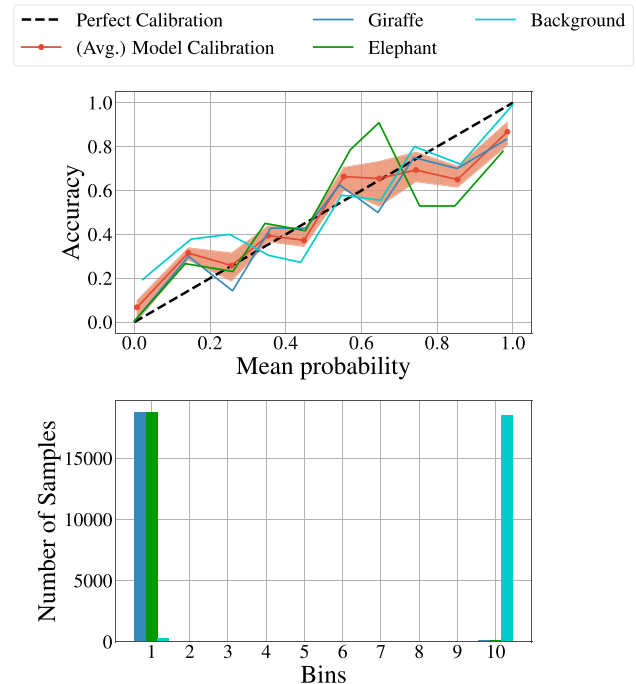 Perfect Calibration
(Avg.) Model Calibration
Giraffe
Elephant
Background
Accuracy
1.0
0.8
0.6
0.4
0.2
0.0
0.0 0.2 0.4 0.6 0.8 1.0
Mean probability
Number of Samples
15000
10000
5000
0
1 2 3 4 5 6 7 8 9 10
Bins